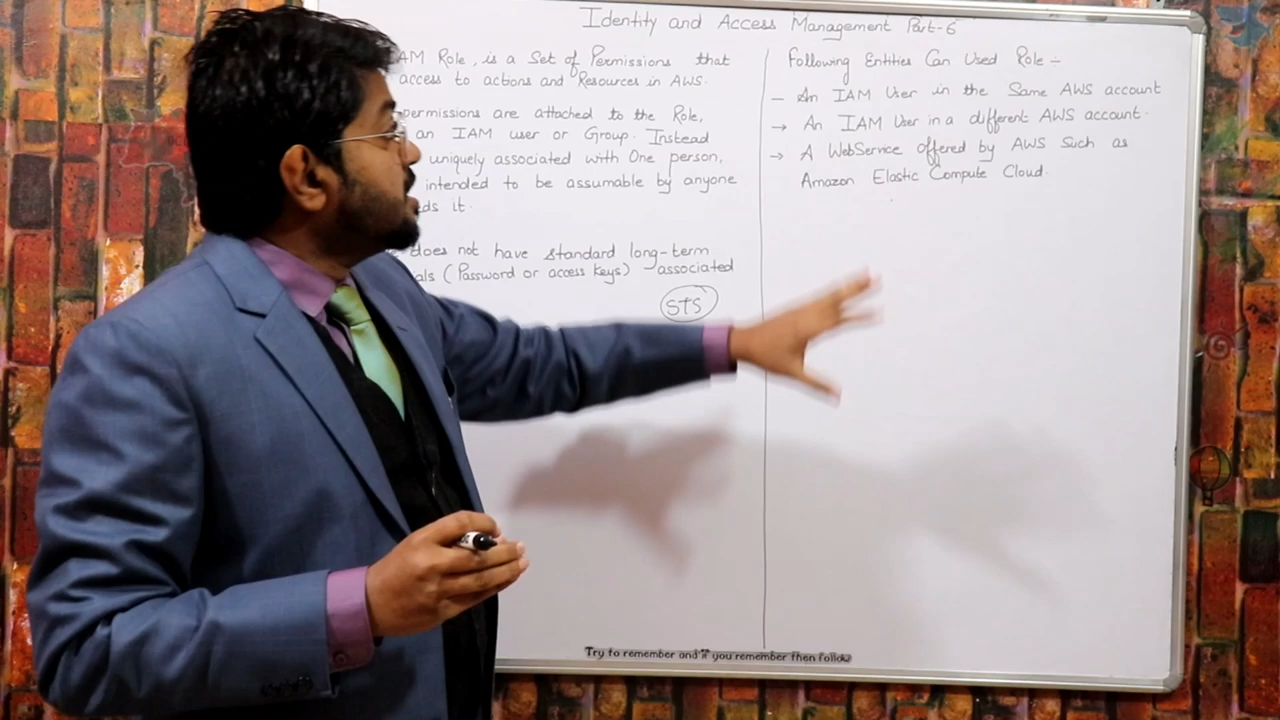 Identity and Access Management Part-6
AM Role, is a Set of Permissions that
access to actions and Resources in AWS.
permissions are attached to the Role,
an IAM user or Group. Instead
uniquely associated with One person,
intended to be assumable by anyone
eds it.
does not have standard long-term
als (Password or access keys) associated
STS
Following Entities Can Used Role :-
- An IAM User in the Same AWS account
→ An IAM User in a different AWS account.
→ A WebService offered by AWS Such as
Amazon Elastic Compute Cloud.
Try to remember and if you remember then follow